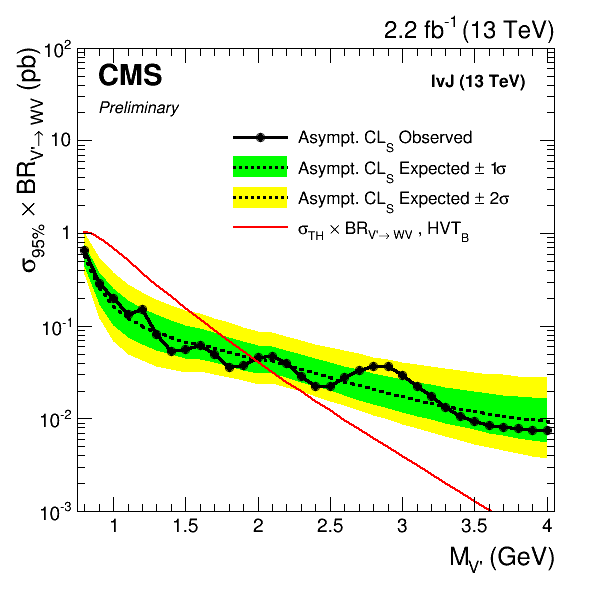 2.2 fb⁻¹ (13 TeV)
CMS
lνJ (13 TeV)
Preliminary
Asympt. CL_S Observed
Asympt. CL_S Expected ± 1σ
Asympt. CL_S Expected ± 2σ
σ_TH × BR_V'→ WV , HVT_B
σ_95% × BR_V'→ WV (pb)
10²
10
1
10⁻¹
10⁻²
10⁻³
1 1.5 2 2.5 3 3.5 4
M_V' (GeV)